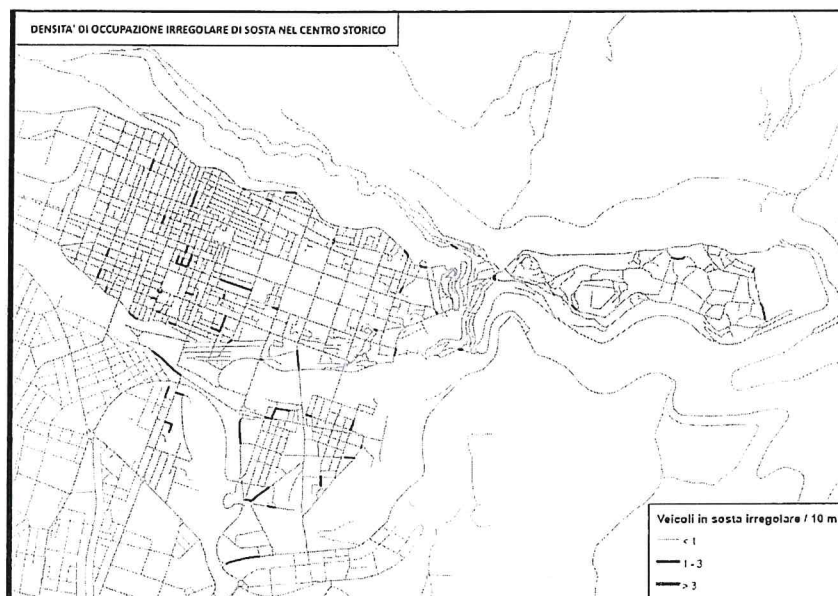 DENSITA' DI OCCUPAZIONE IRREGOLARE DI SOSTA NEL CENTRO STORICO
Veicoli in sosta irregolare / 10 m
< 1
1 - 3
> 3